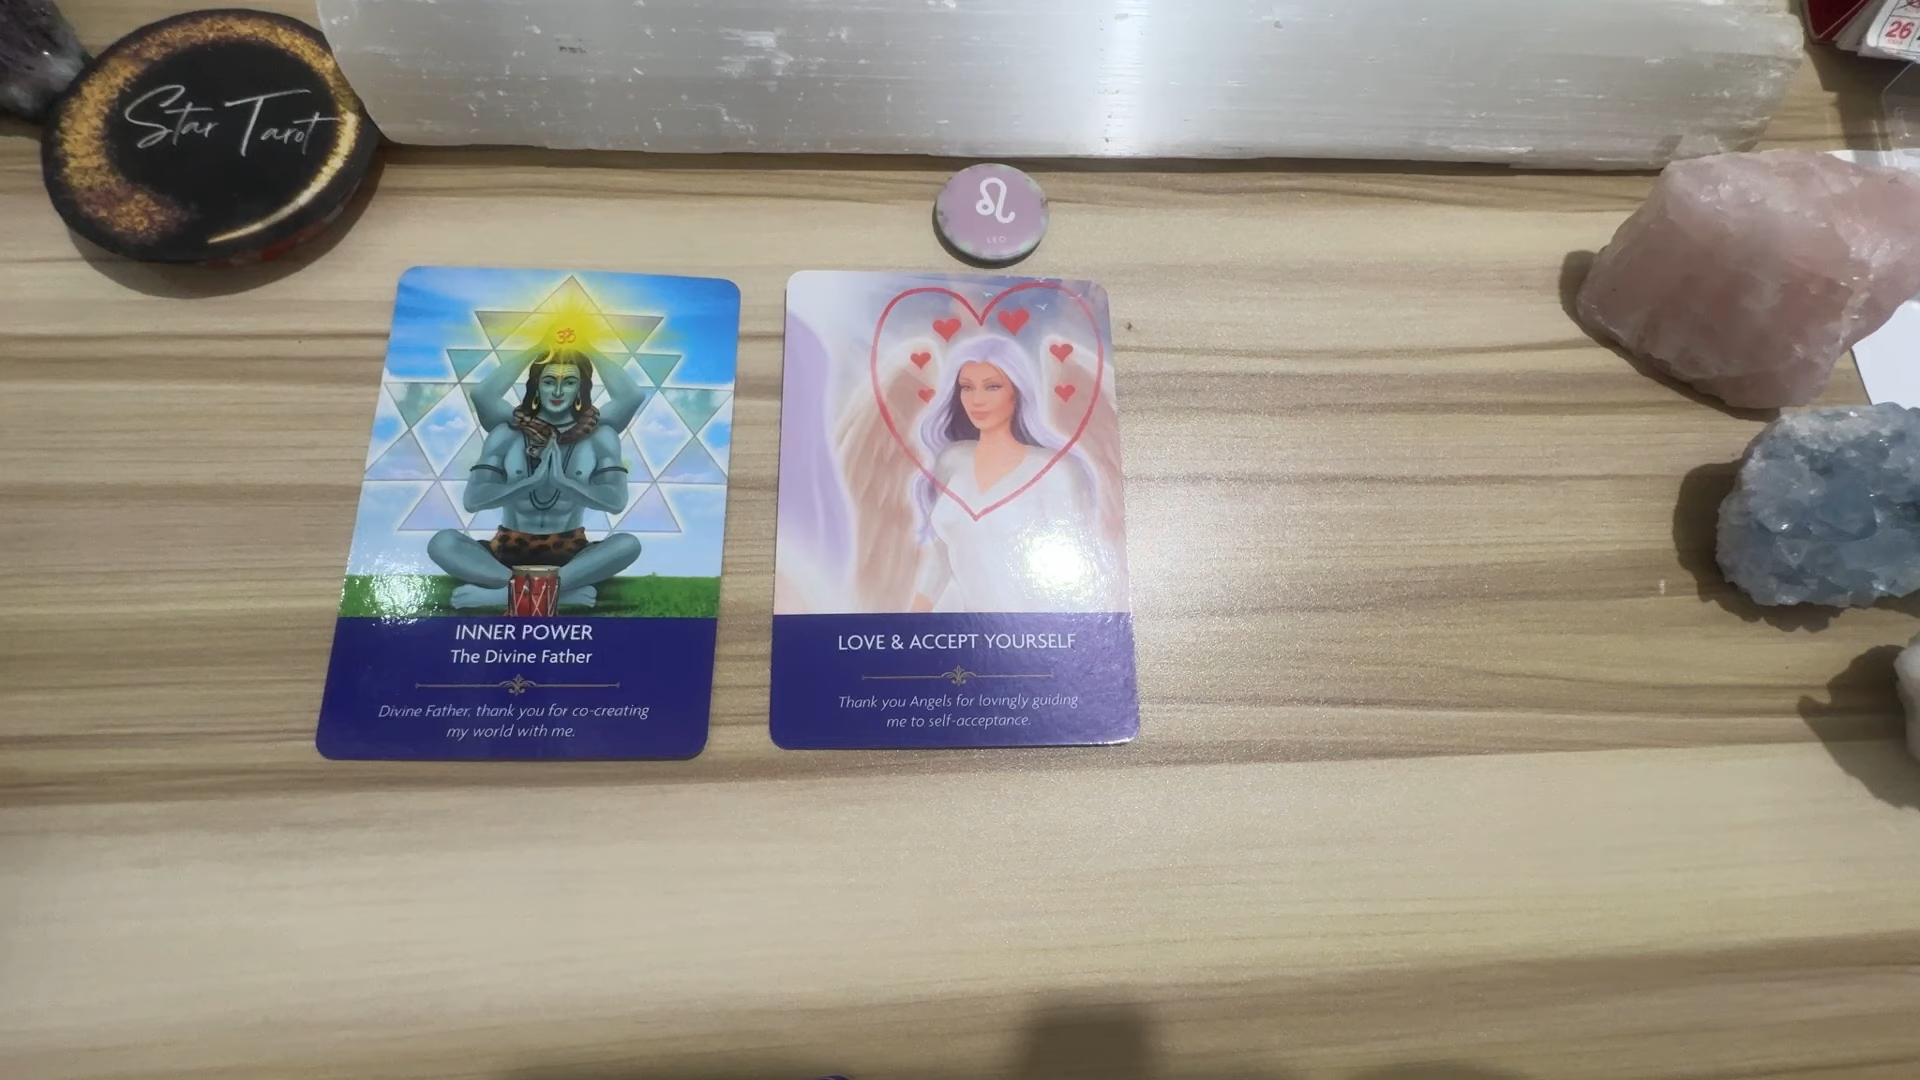 Star Tarot
26
LEO
ॐ
INNER POWER
The Divine Father
Divine Father, thank you for co-creating
my world with me.
LOVE & ACCEPT YOURSELF
Thank you Angels for lovingly guiding
me to self-acceptance.